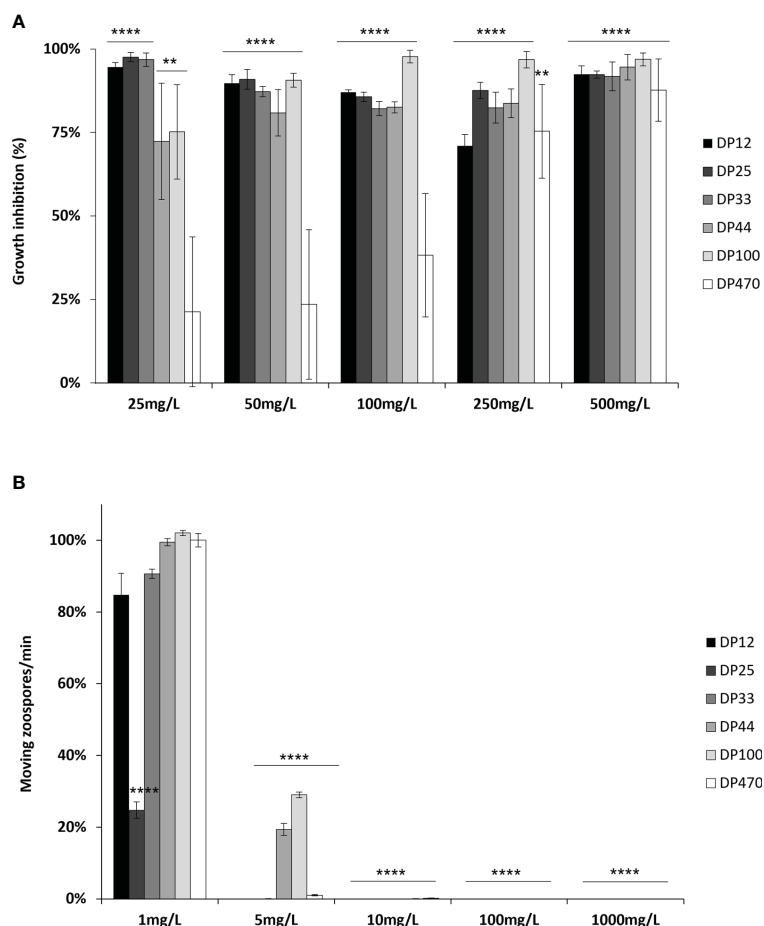 A
100%
75%
50%
25%
0%
Growth inhibition (%)
**** ** **** **** **** ** ****
25mg/L 50mg/L 100mg/L 250mg/L 500mg/L
DP12
DP25
DP33
DP44
DP100
DP470
B
100%
80%
60%
40%
20%
0%
Moving zoospores/min
**** **** **** **** ****
1mg/L 5mg/L 10mg/L 100mg/L 1000mg/L
DP12
DP25
DP33
DP44
DP100
DP470